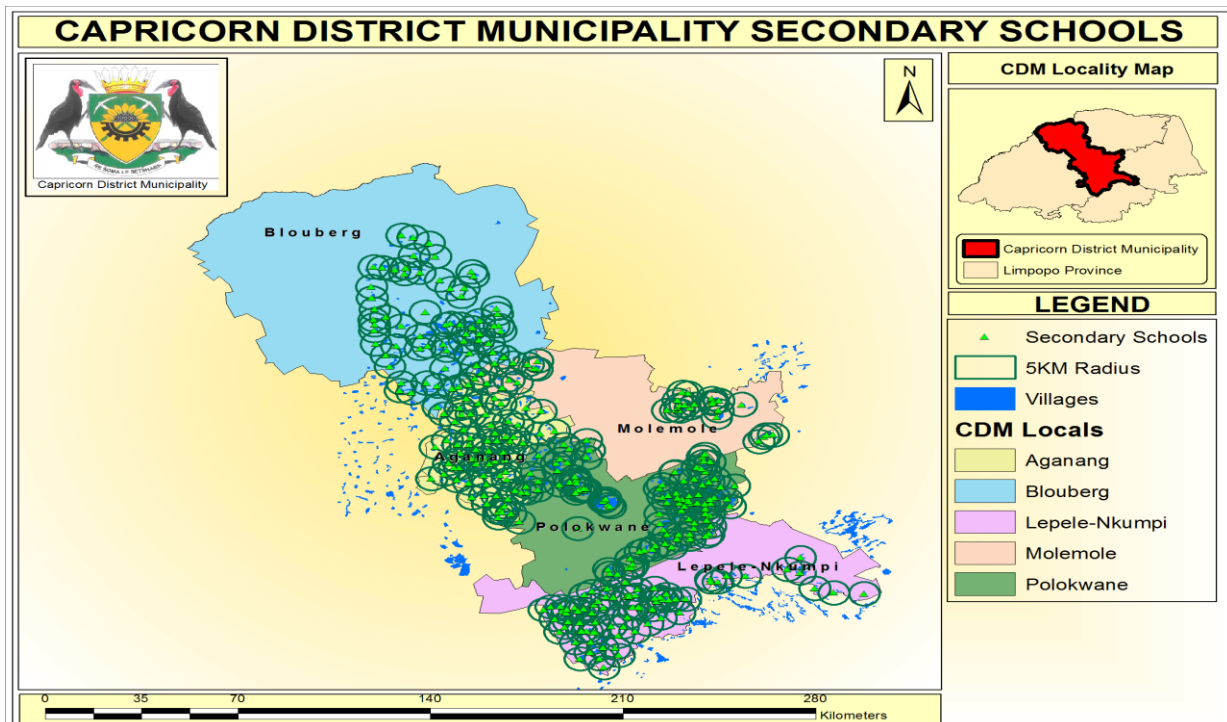 CAPRICORN DISTRICT MUNICIPALITY SECONDARY SCHOOLS
Capricorn District Municipality
N
CDM Locality Map
Capricorn District Municipality
Limpopo Province
LEGEND
Secondary Schools
5KM Radius
Villages
CDM Locals
Aganang
Blouberg
Lepele-Nkumpi
Molemole
Polokwane
Blouberg
Molemole
Aganang
Polokwane
Lepele-Nkumpi
0 35 70 140 210 280
Kilometers